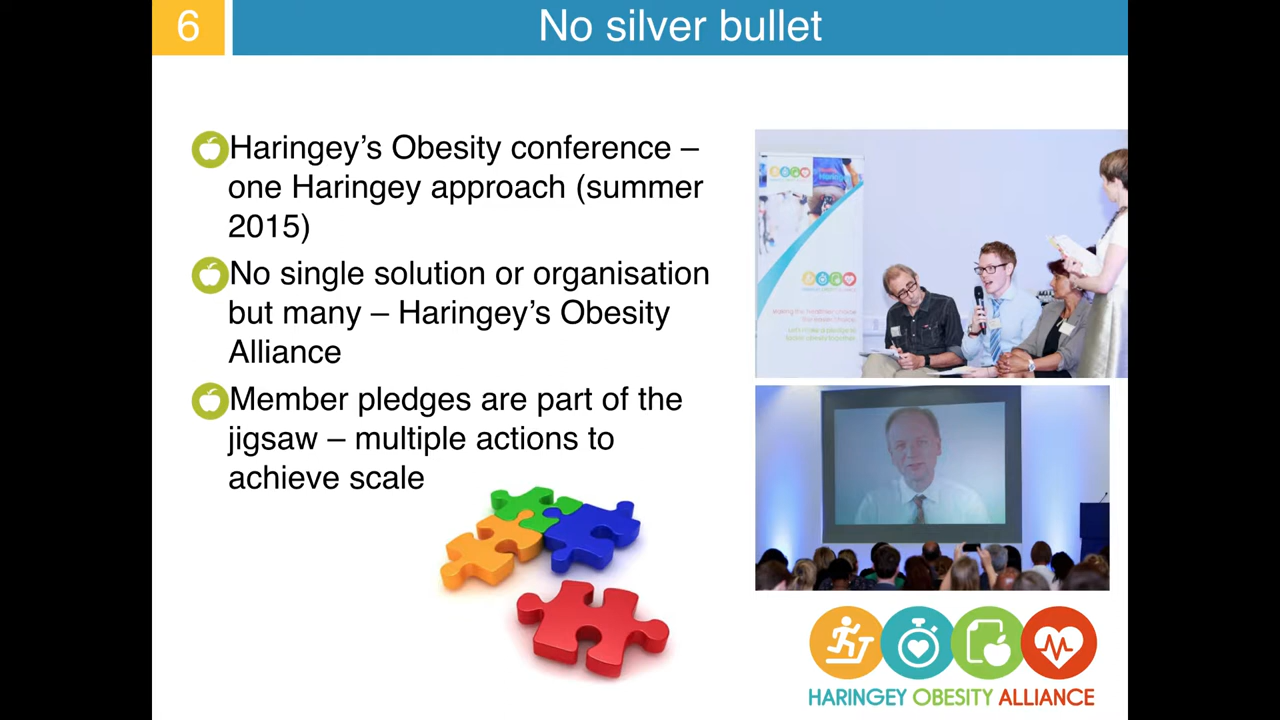 6
No silver bullet
Haringey’s Obesity conference –
one Haringey approach (summer
2015)
No single solution or organisation
but many – Haringey’s Obesity
Alliance
Member pledges are part of the
jigsaw – multiple actions to
achieve scale
HARINGEY OBESITY ALLIANCE